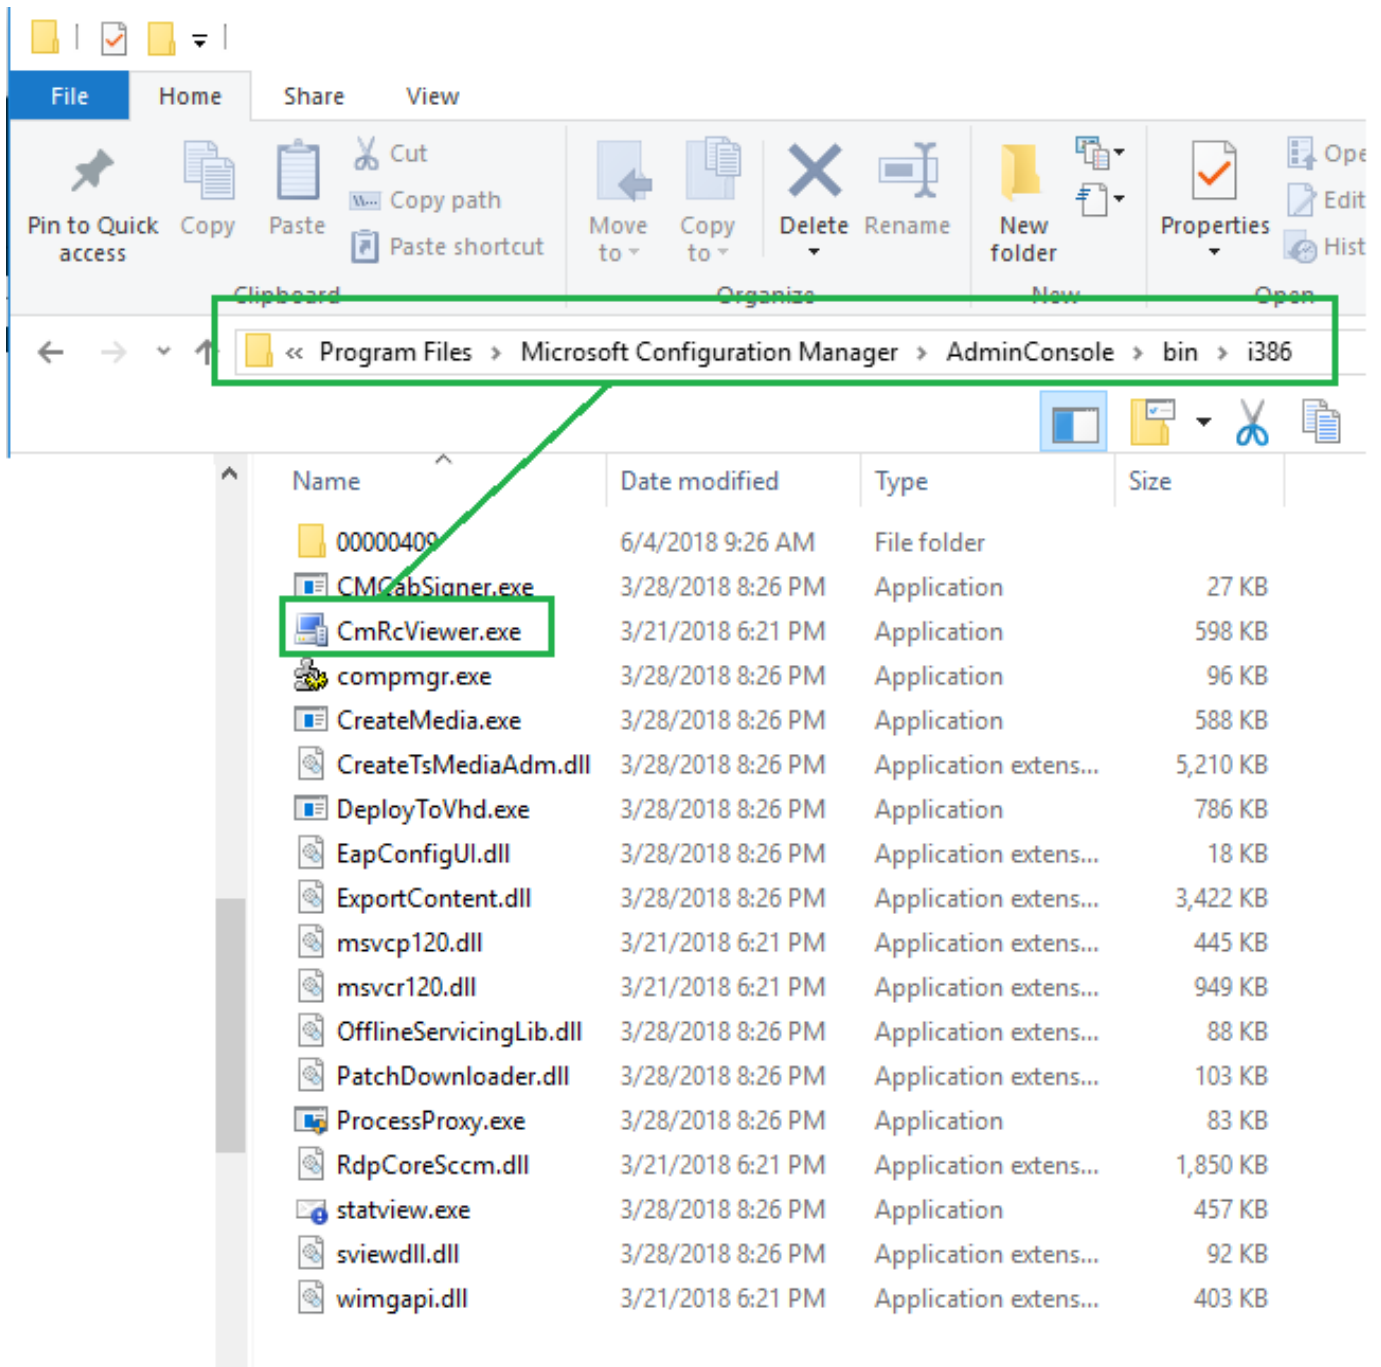 File Home Share View
Cut
Copy path
Paste shortcut
Pin to Quick access
Copy
Paste
Move to
Copy to
Delete
Rename
New folder
Properties
Ope
Edit
Hist
Clipboard Organize New Open
« Program Files > Microsoft Configuration Manager > AdminConsole > bin > i386
Name Date modified Type Size
00000409 6/4/2018 9:26 AM File folder
CMCabSigner.exe 3/28/2018 8:26 PM Application 27 KB
CmRcViewer.exe 3/21/2018 6:21 PM Application 598 KB
compmgr.exe 3/28/2018 8:26 PM Application 96 KB
CreateMedia.exe 3/28/2018 8:26 PM Application 588 KB
CreateTsMediaAdm.dll 3/28/2018 8:26 PM Application extens... 5,210 KB
DeployToVhd.exe 3/28/2018 8:26 PM Application 786 KB
EapConfigUI.dll 3/28/2018 8:26 PM Application extens... 18 KB
ExportContent.dll 3/28/2018 8:26 PM Application extens... 3,422 KB
msvcp120.dll 3/21/2018 6:21 PM Application extens... 445 KB
msvcr120.dll 3/21/2018 6:21 PM Application extens... 949 KB
OfflineServicingLib.dll 3/28/2018 8:26 PM Application extens... 88 KB
PatchDownloader.dll 3/28/2018 8:26 PM Application extens... 103 KB
ProcessProxy.exe 3/28/2018 8:26 PM Application 83 KB
RdpCoreSccm.dll 3/21/2018 6:21 PM Application extens... 1,850 KB
statview.exe 3/28/2018 8:26 PM Application 457 KB
sviewdll.dll 3/28/2018 8:26 PM Application extens... 92 KB
wimgapi.dll 3/21/2018 6:21 PM Application extens... 403 KB